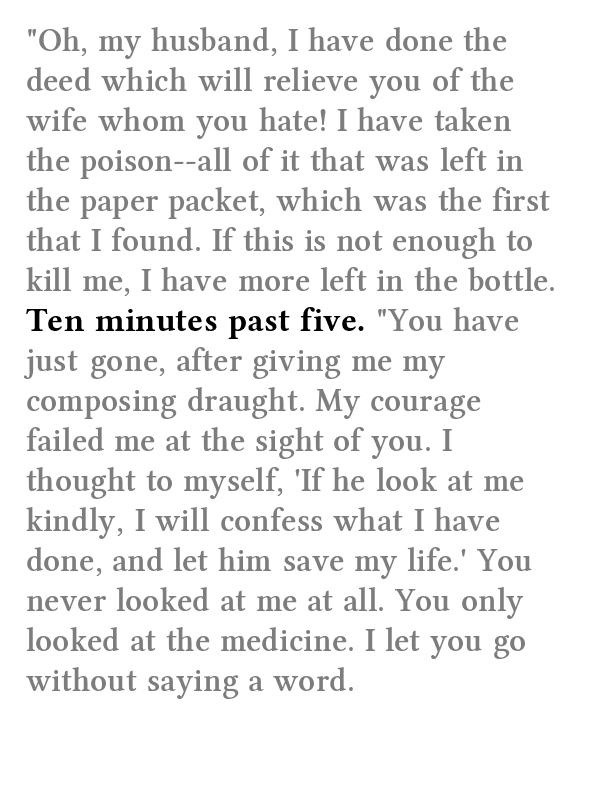 "Oh, my husband, I have done the
deed which will relieve you of the
wife whom you hate! I have taken
the poison--all of it that was left in
the paper packet, which was the first
that I found. If this is not enough to
kill me, I have more left in the bottle.
Ten minutes past five. "You have
just gone, after giving me my
composing draught. My courage
failed me at the sight of you. I
thought to myself, 'If he look at me
kindly, I will confess what I have
done, and let him save my life.' You
never looked at me at all. You only
looked at the medicine. I let you go
without saying a word.